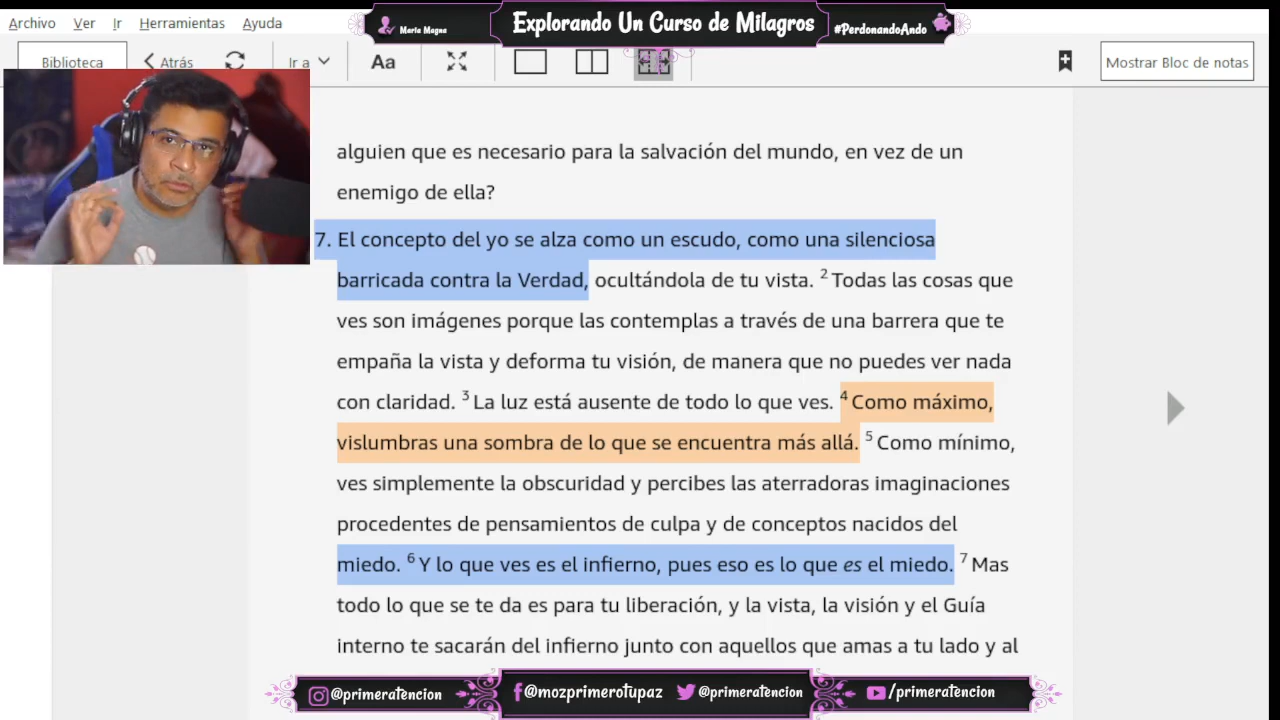 Maria Magna
Explorando Un Curso de Milagros
#PerdonandoAndo
Archivo Ver Ir Herramientas Ayuda
Biblioteca Atrás Ir a Aa Mostrar Bloc de notas
alguien que es necesario para la salvación del mundo, en vez de un
enemigo de ella?
7. El concepto del yo se alza como un escudo, como una silenciosa
barricada contra la Verdad, ocultándola de tu vista. 2 Todas las cosas que
ves son imágenes porque las contemplas a través de una barrera que te
empaña la vista y deforma tu visión, de manera que no puedes ver nada
con claridad. 3 La luz está ausente de todo lo que ves. 4 Como máximo,
vislumbras una sombra de lo que se encuentra más allá. 5 Como mínimo,
ves simplemente la obscuridad y percibes las aterradoras imaginaciones
procedentes de pensamientos de culpa y de conceptos nacidos del
miedo. 6 Y lo que ves es el infierno, pues eso es lo que es el miedo. 7 Mas
todo lo que se te da es para tu liberación, y la vista, la visión y el Guía
interno te sacarán del infierno junto con aquellos que amas a tu lado y al
@primeratencion @mozprimerotupaz @primeratencion /primeratencion